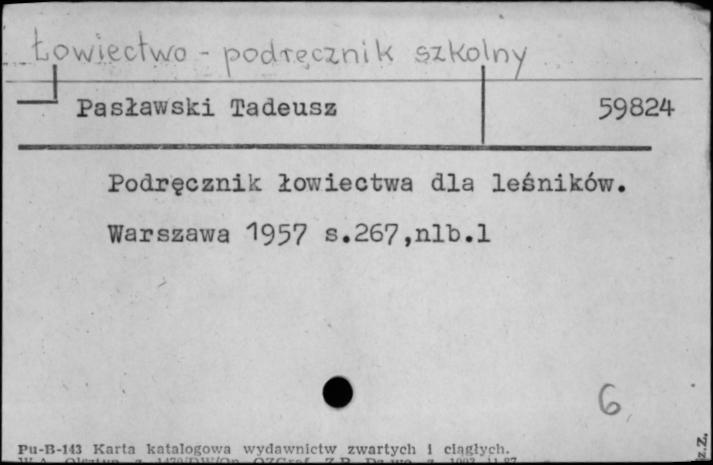 Łowiectwo - podręcznik szkolny
Pasławski Tadeusz 59824
Podręcznik łowiectwa dla leśników.
Warszawa 1957 s.267,nlb.1
6
Pu-B-143 Karta katalogowa wydawnictw zwartych i ciągłych.